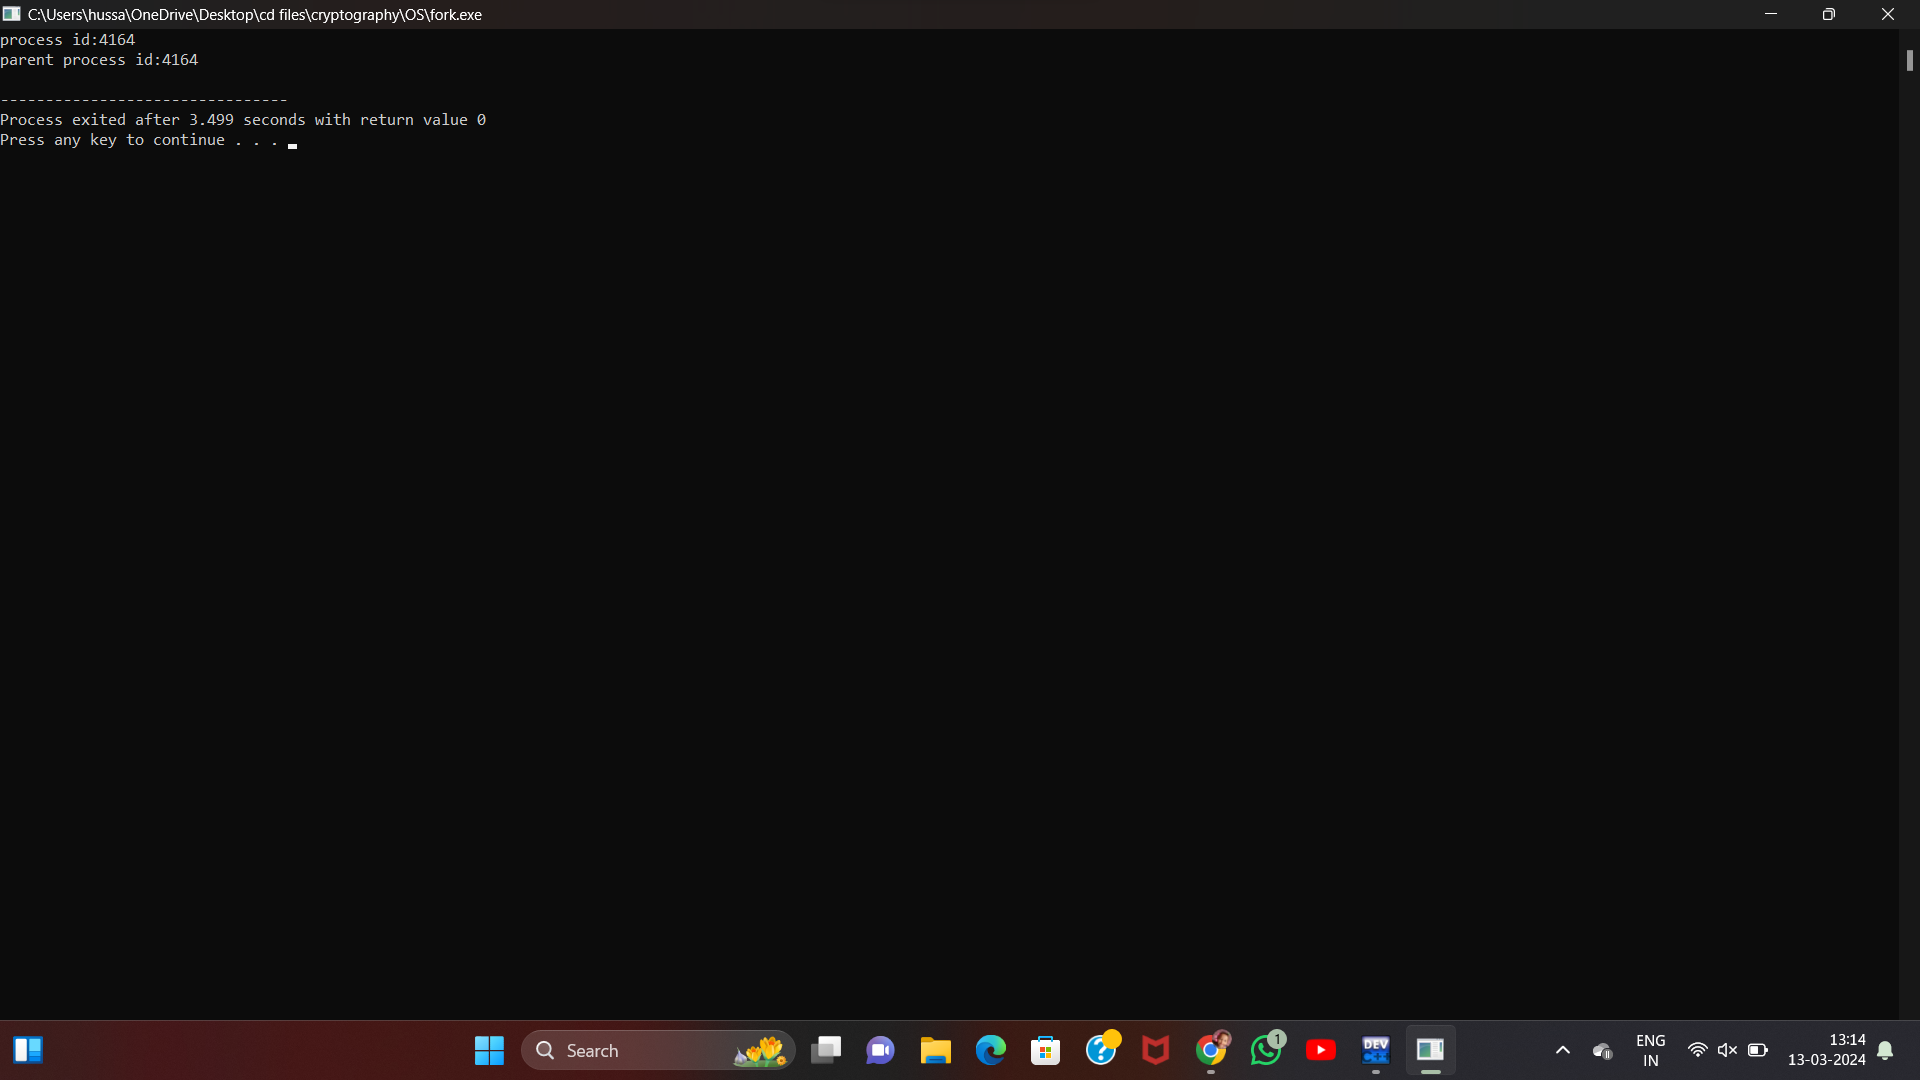 C:\Users\hussa\OneDrive\Desktop\cd files\cryptography\OS\fork.exe
process id:4164
parent process id:4164
--------------------------------
Process exited after 3.499 seconds with return value 0
Press any key to continue . . .
Search
1
DEV
C++
ENG
IN
13:14
13-03-2024